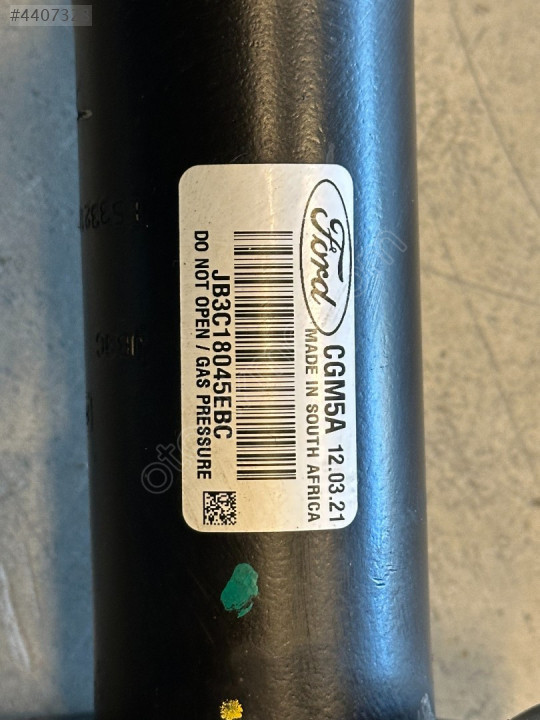 #44073
Ford
CGM5A 12.03.21
MADE IN SOUTH AFRICA
JB3C18045EBC
DO NOT OPEN / GAS PRESSURE